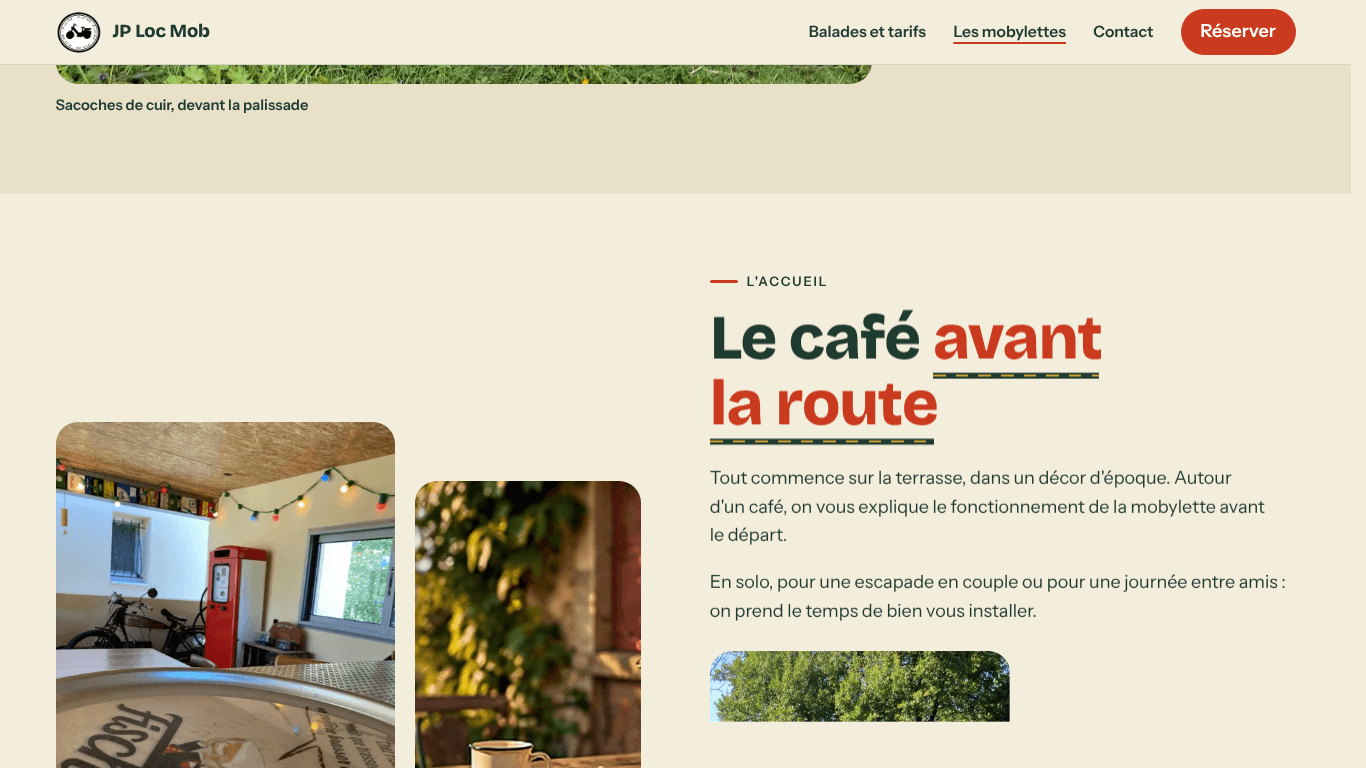 JP Loc Mob
Balades et tarifs
Les mobylettes
Contact
Réserver
Sacoches de cuir, devant la palissade
L'ACCUEIL
Le café avant
la route
Tout commence sur la terrasse, dans un décor d'époque. Autour
d'un café, on vous explique le fonctionnement de la mobylette avant
le départ.
En solo, pour une escapade en couple ou pour une journée entre amis :
on prend le temps de bien vous installer.